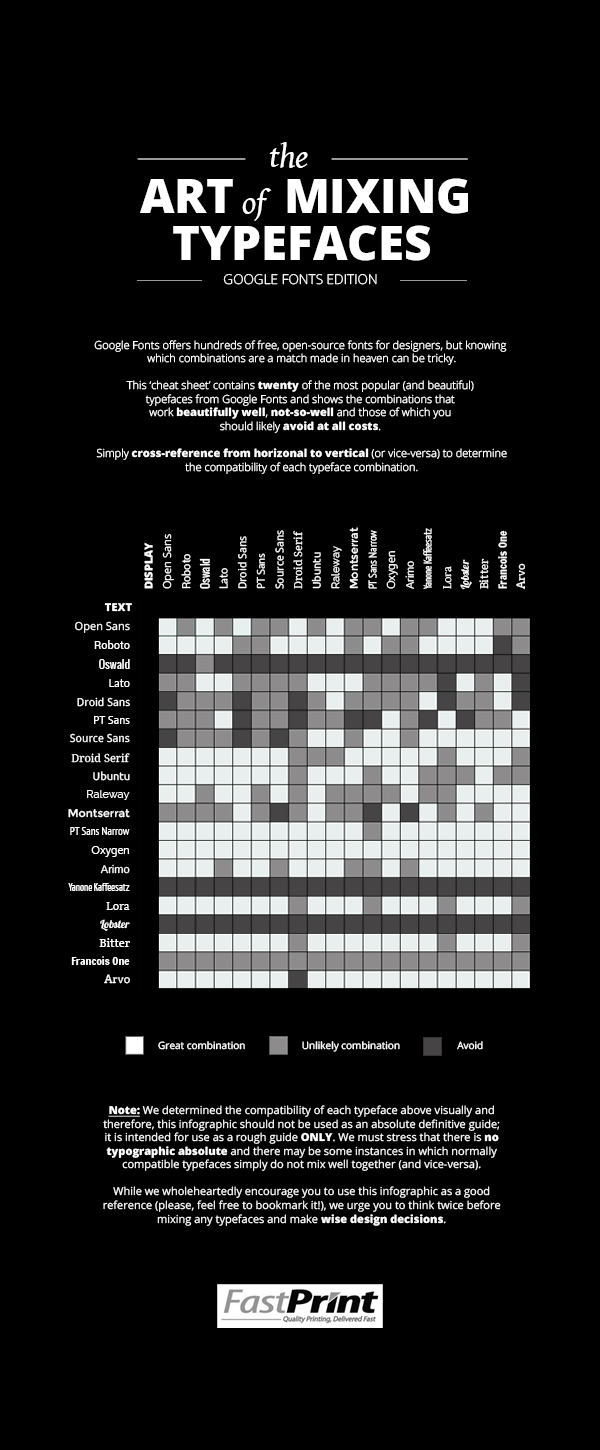 the
ART of MIXING
TYPEFACES
GOOGLE FONTS EDITION
Google Fonts offers hundreds of free, open-source fonts for designers, but knowing
which combinations are a match made in heaven can be tricky.
This ‘cheat sheet’ contains twenty of the most popular (and beautiful)
typefaces from Google Fonts and shows the combinations that
work beautifully well, not-so-well and those of which you
should likely avoid at all costs.
Simply cross-reference from horizonal to vertical (or vice-versa) to determine
the compatibility of each typeface combination.
DISPLAY
Open Sans
Roboto
Oswald
Lato
Droid Sans
PT Sans
Source Sans
Droid Serif
Ubuntu
Raleway
Montserrat
PT Sans Narrow
Oxygen
Arimo
Yanone Kaffeesatz
Lora
Lobster
Bitter
Francois One
Arvo
TEXT
Open Sans
Roboto
Oswald
Lato
Droid Sans
PT Sans
Source Sans
Droid Serif
Ubuntu
Raleway
Montserrat
PT Sans Narrow
Oxygen
Arimo
Yanone Kaffeesatz
Lora
Lobster
Bitter
Francois One
Arvo
Great combination
Unlikely combination
Avoid
Note: We determined the compatibility of each typeface above visually and
therefore, this infographic should not be used as an absolute definitive guide;
it is intended for use as a rough guide ONLY. We must stress that there is no
typographic absolute and there may be some instances in which normally
compatible typefaces simply do not mix well together (and vice-versa).
While we wholeheartedly encourage you to use this infographic as a good
reference (please, feel free to bookmark it!), we urge you to think twice before
mixing any typefaces and make wise design decisions.
FastPrint
Quality Printing, Delivered Fast